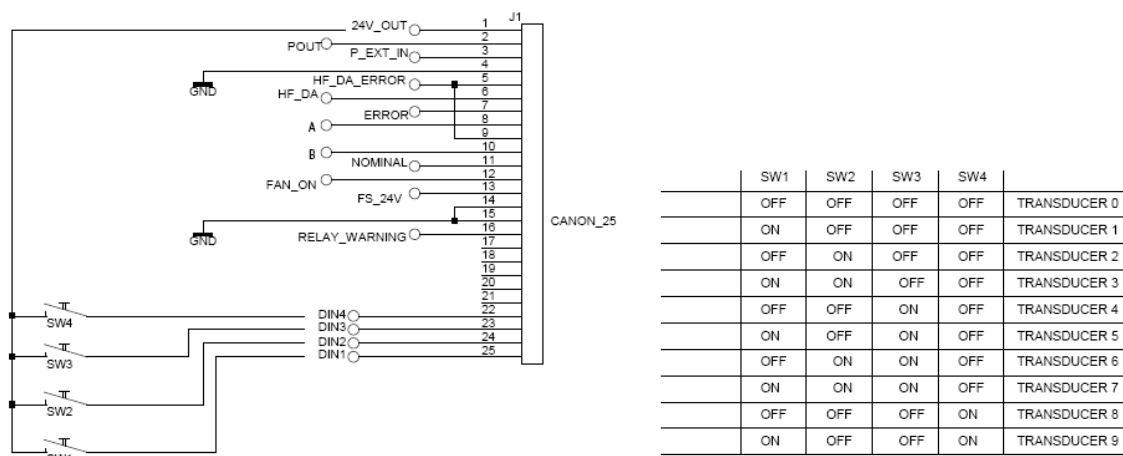 J1
24V_OUT 1
POUT 2
P_EXT_IN 3
4
GND
HF_DA_ERROR 5
HF_DA 6
ERROR 7
A 8
9
B 10
NOMINAL 11
FAN_ON 12
FS_24V 13
14
GND
15
RELAY_WARNING 16
17
18
19
20
21
DIN4 22
DIN3 23
DIN2 24
DIN1 25
CANON_25
SW4
SW3
SW2
SW1 SW2 SW3 SW4
OFF OFF OFF OFF TRANSDUCER 0
ON OFF OFF OFF TRANSDUCER 1
OFF ON OFF OFF TRANSDUCER 2
ON ON OFF OFF TRANSDUCER 3
OFF OFF ON OFF TRANSDUCER 4
ON OFF ON OFF TRANSDUCER 5
OFF ON ON OFF TRANSDUCER 6
ON ON ON OFF TRANSDUCER 7
OFF OFF OFF ON TRANSDUCER 8
ON OFF OFF ON TRANSDUCER 9